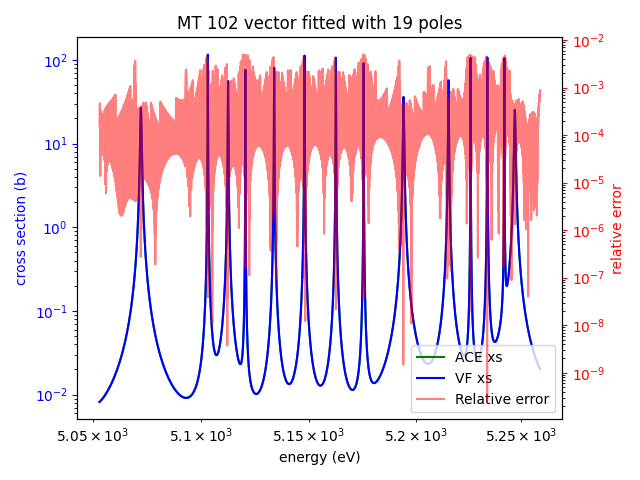 MT 102 vector fitted with 19 poles
cross section (b)
10²
10¹
10⁰
10⁻¹
10⁻²
10⁻²
10⁻³
10⁻⁴
10⁻⁵
10⁻⁶
10⁻⁷
10⁻⁸
10⁻⁹
relative error
ACE xs
VF xs
Relative error
5.05 × 10³ 5.1 × 10³ 5.15 × 10³ 5.2 × 10³ 5.25 × 10³
energy (eV)